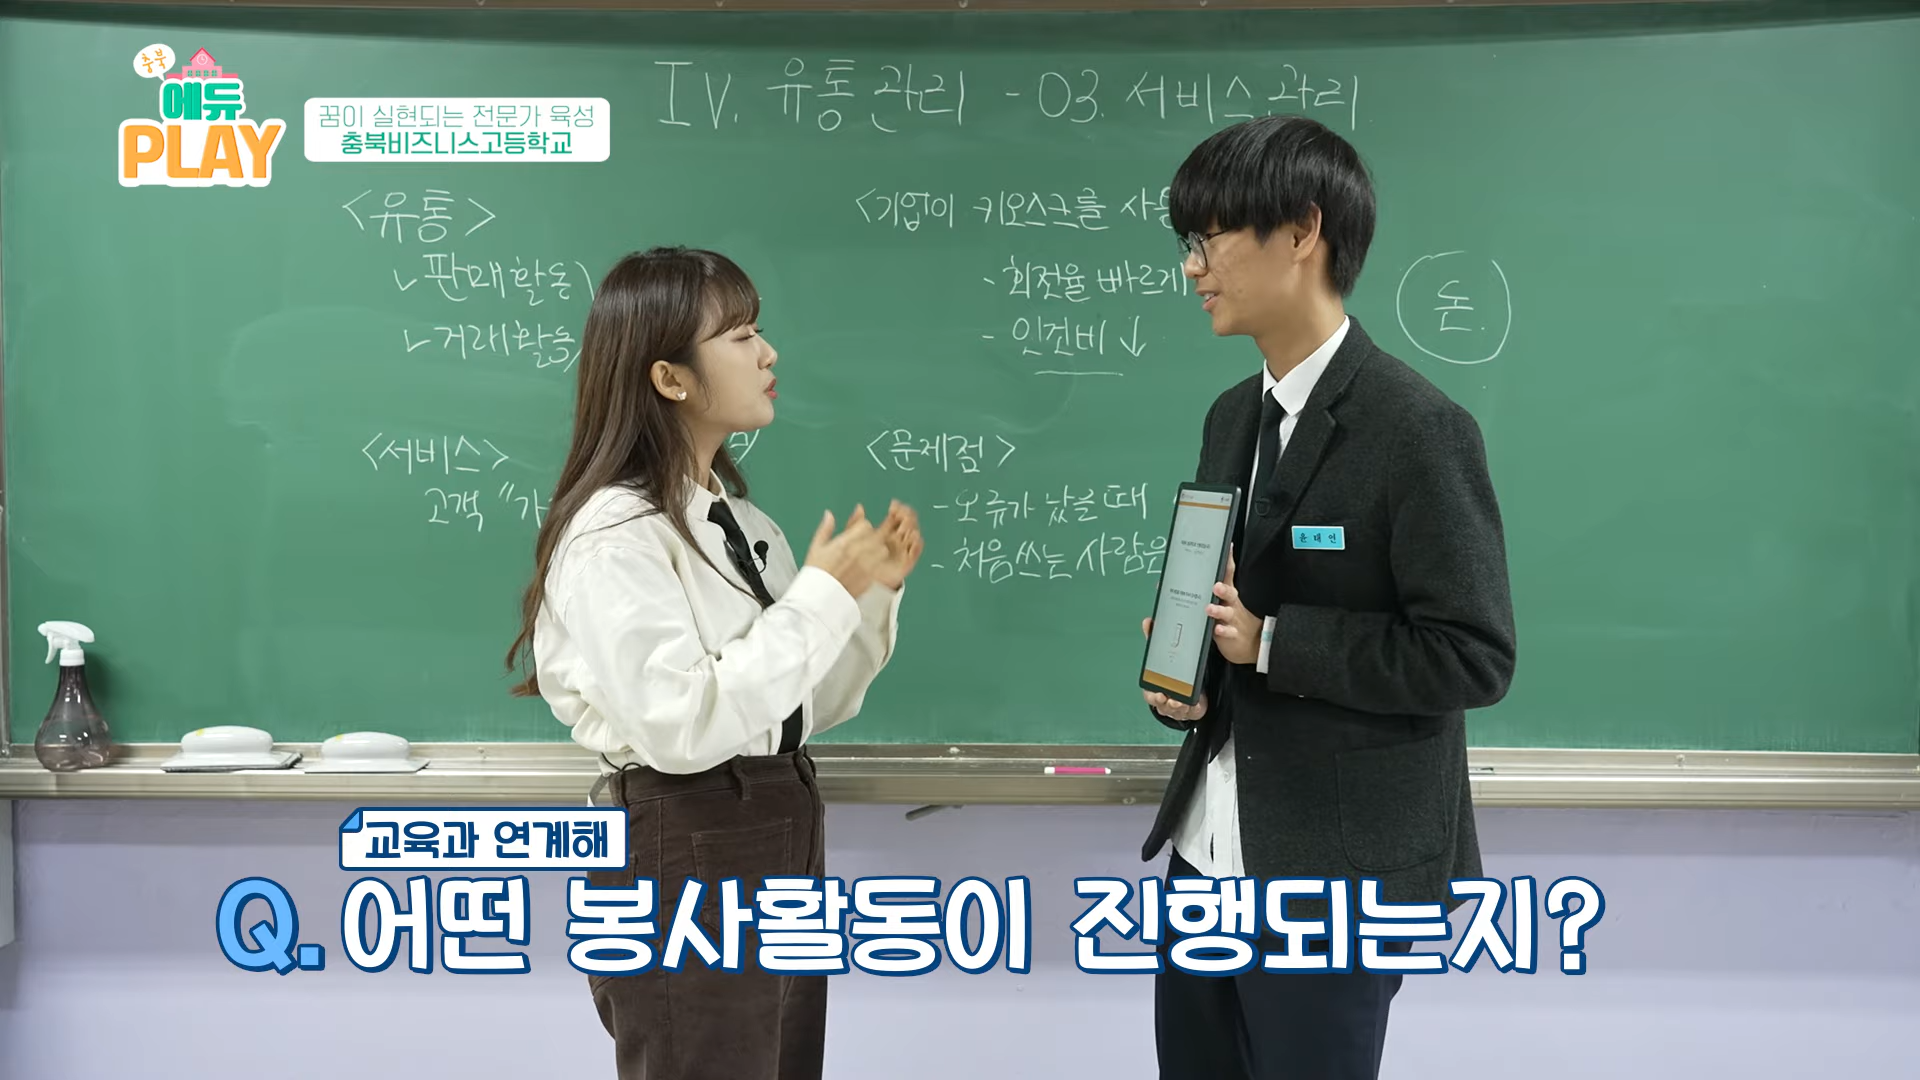 충북
에듀
PLAY
꿈이 실현되는 전문가 육성
충북비즈니스고등학교
IV. 유통관리 - 03. 서비스관리
<유통>
판매활동
거래활동
<기업이 키오스크를
- 회전율 빠르게
- 인건비 ↓
돈.
<서비스>
고객
<문제점>
- 오류가 났을 때
- 처음쓰는 사람은
윤태연
교육과 연계해
Q. 어떤 봉사활동이 진행되는지?